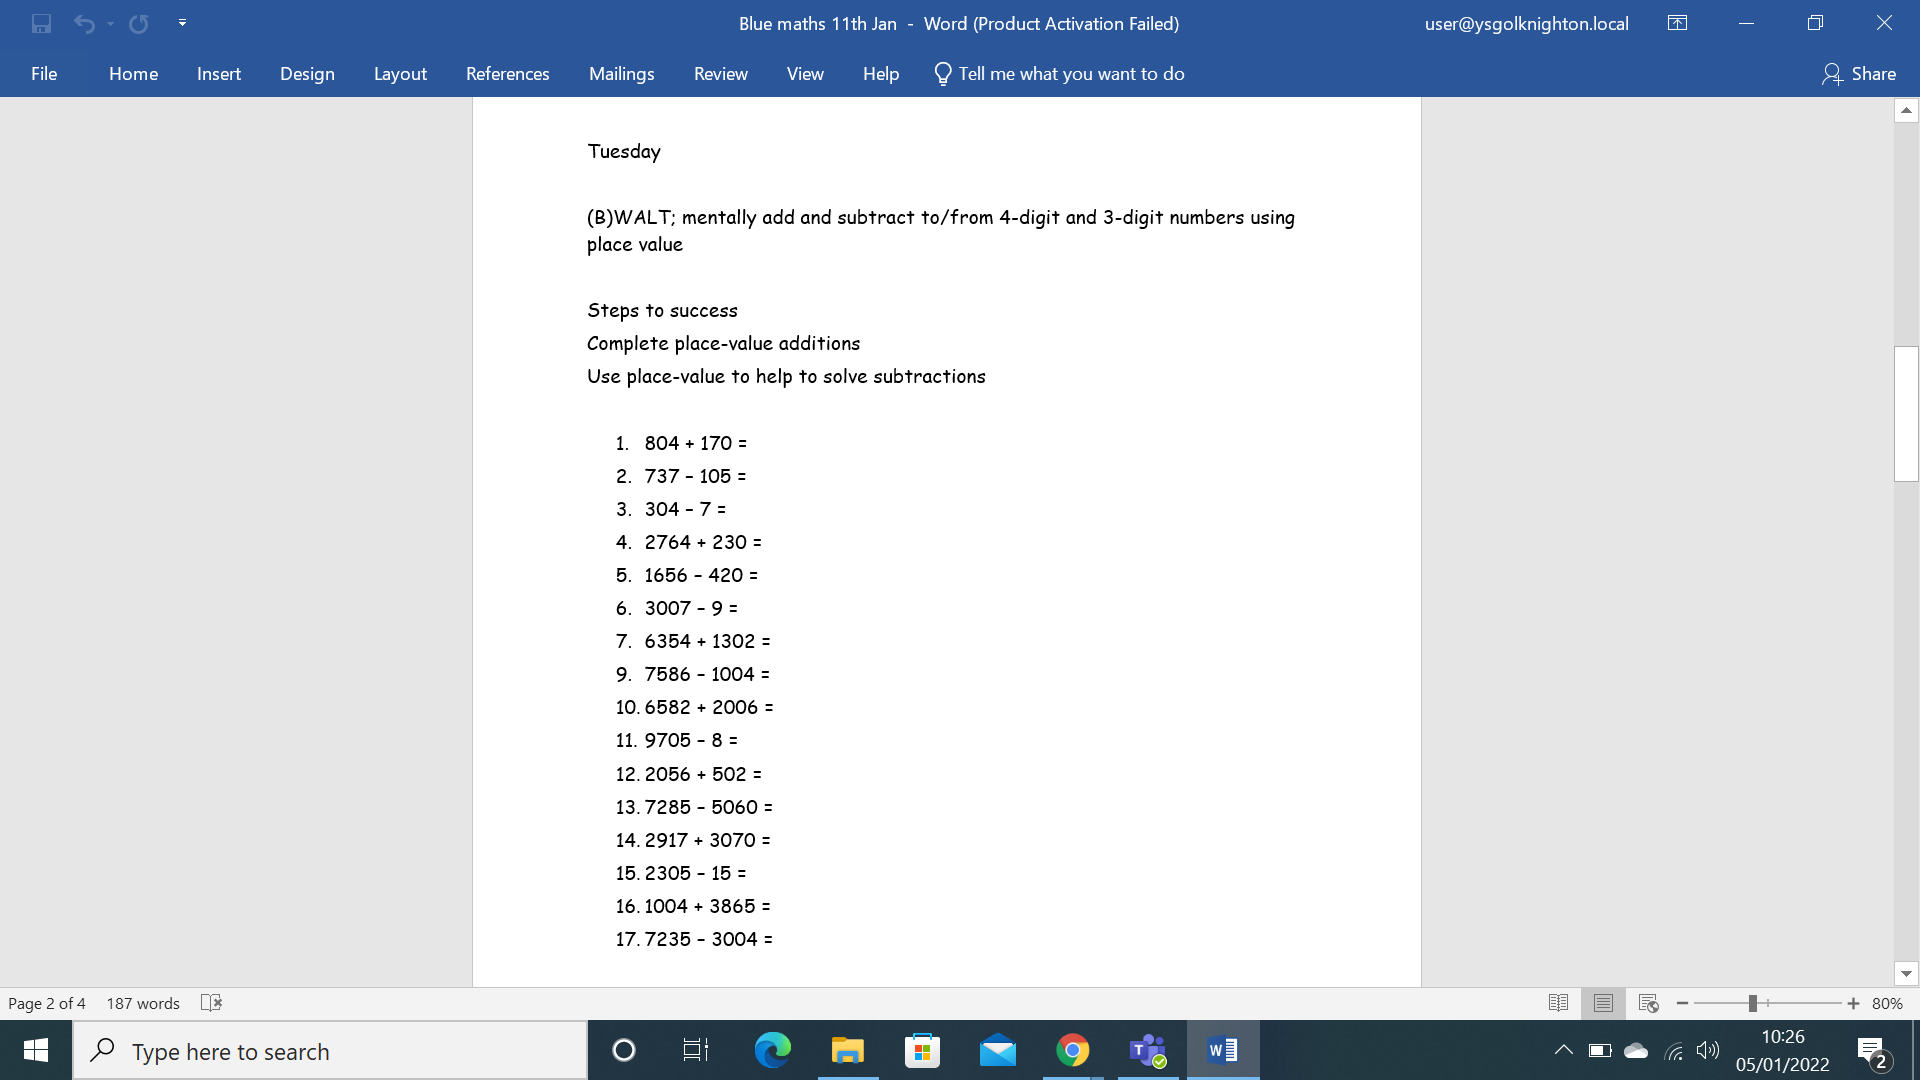 Blue maths 11th Jan - Word (Product Activation Failed)
user@ysgolknighton.local
File Home Insert Design Layout References Mailings Review View Help Tell me what you want to do Share
Tuesday
(B)WALT; mentally add and subtract to/from 4-digit and 3-digit numbers using
place value
Steps to success
Complete place-value additions
Use place-value to help to solve subtractions
1. 804 + 170 =
2. 737 – 105 =
3. 304 – 7 =
4. 2764 + 230 =
5. 1656 – 420 =
6. 3007 – 9 =
7. 6354 + 1302 =
9. 7586 – 1004 =
10. 6582 + 2006 =
11. 9705 – 8 =
12. 2056 + 502 =
13. 7285 – 5060 =
14. 2917 + 3070 =
15. 2305 – 15 =
16. 1004 + 3865 =
17. 7235 – 3004 =
Page 2 of 4 187 words 80%
Type here to search
10:26
05/01/2022
2